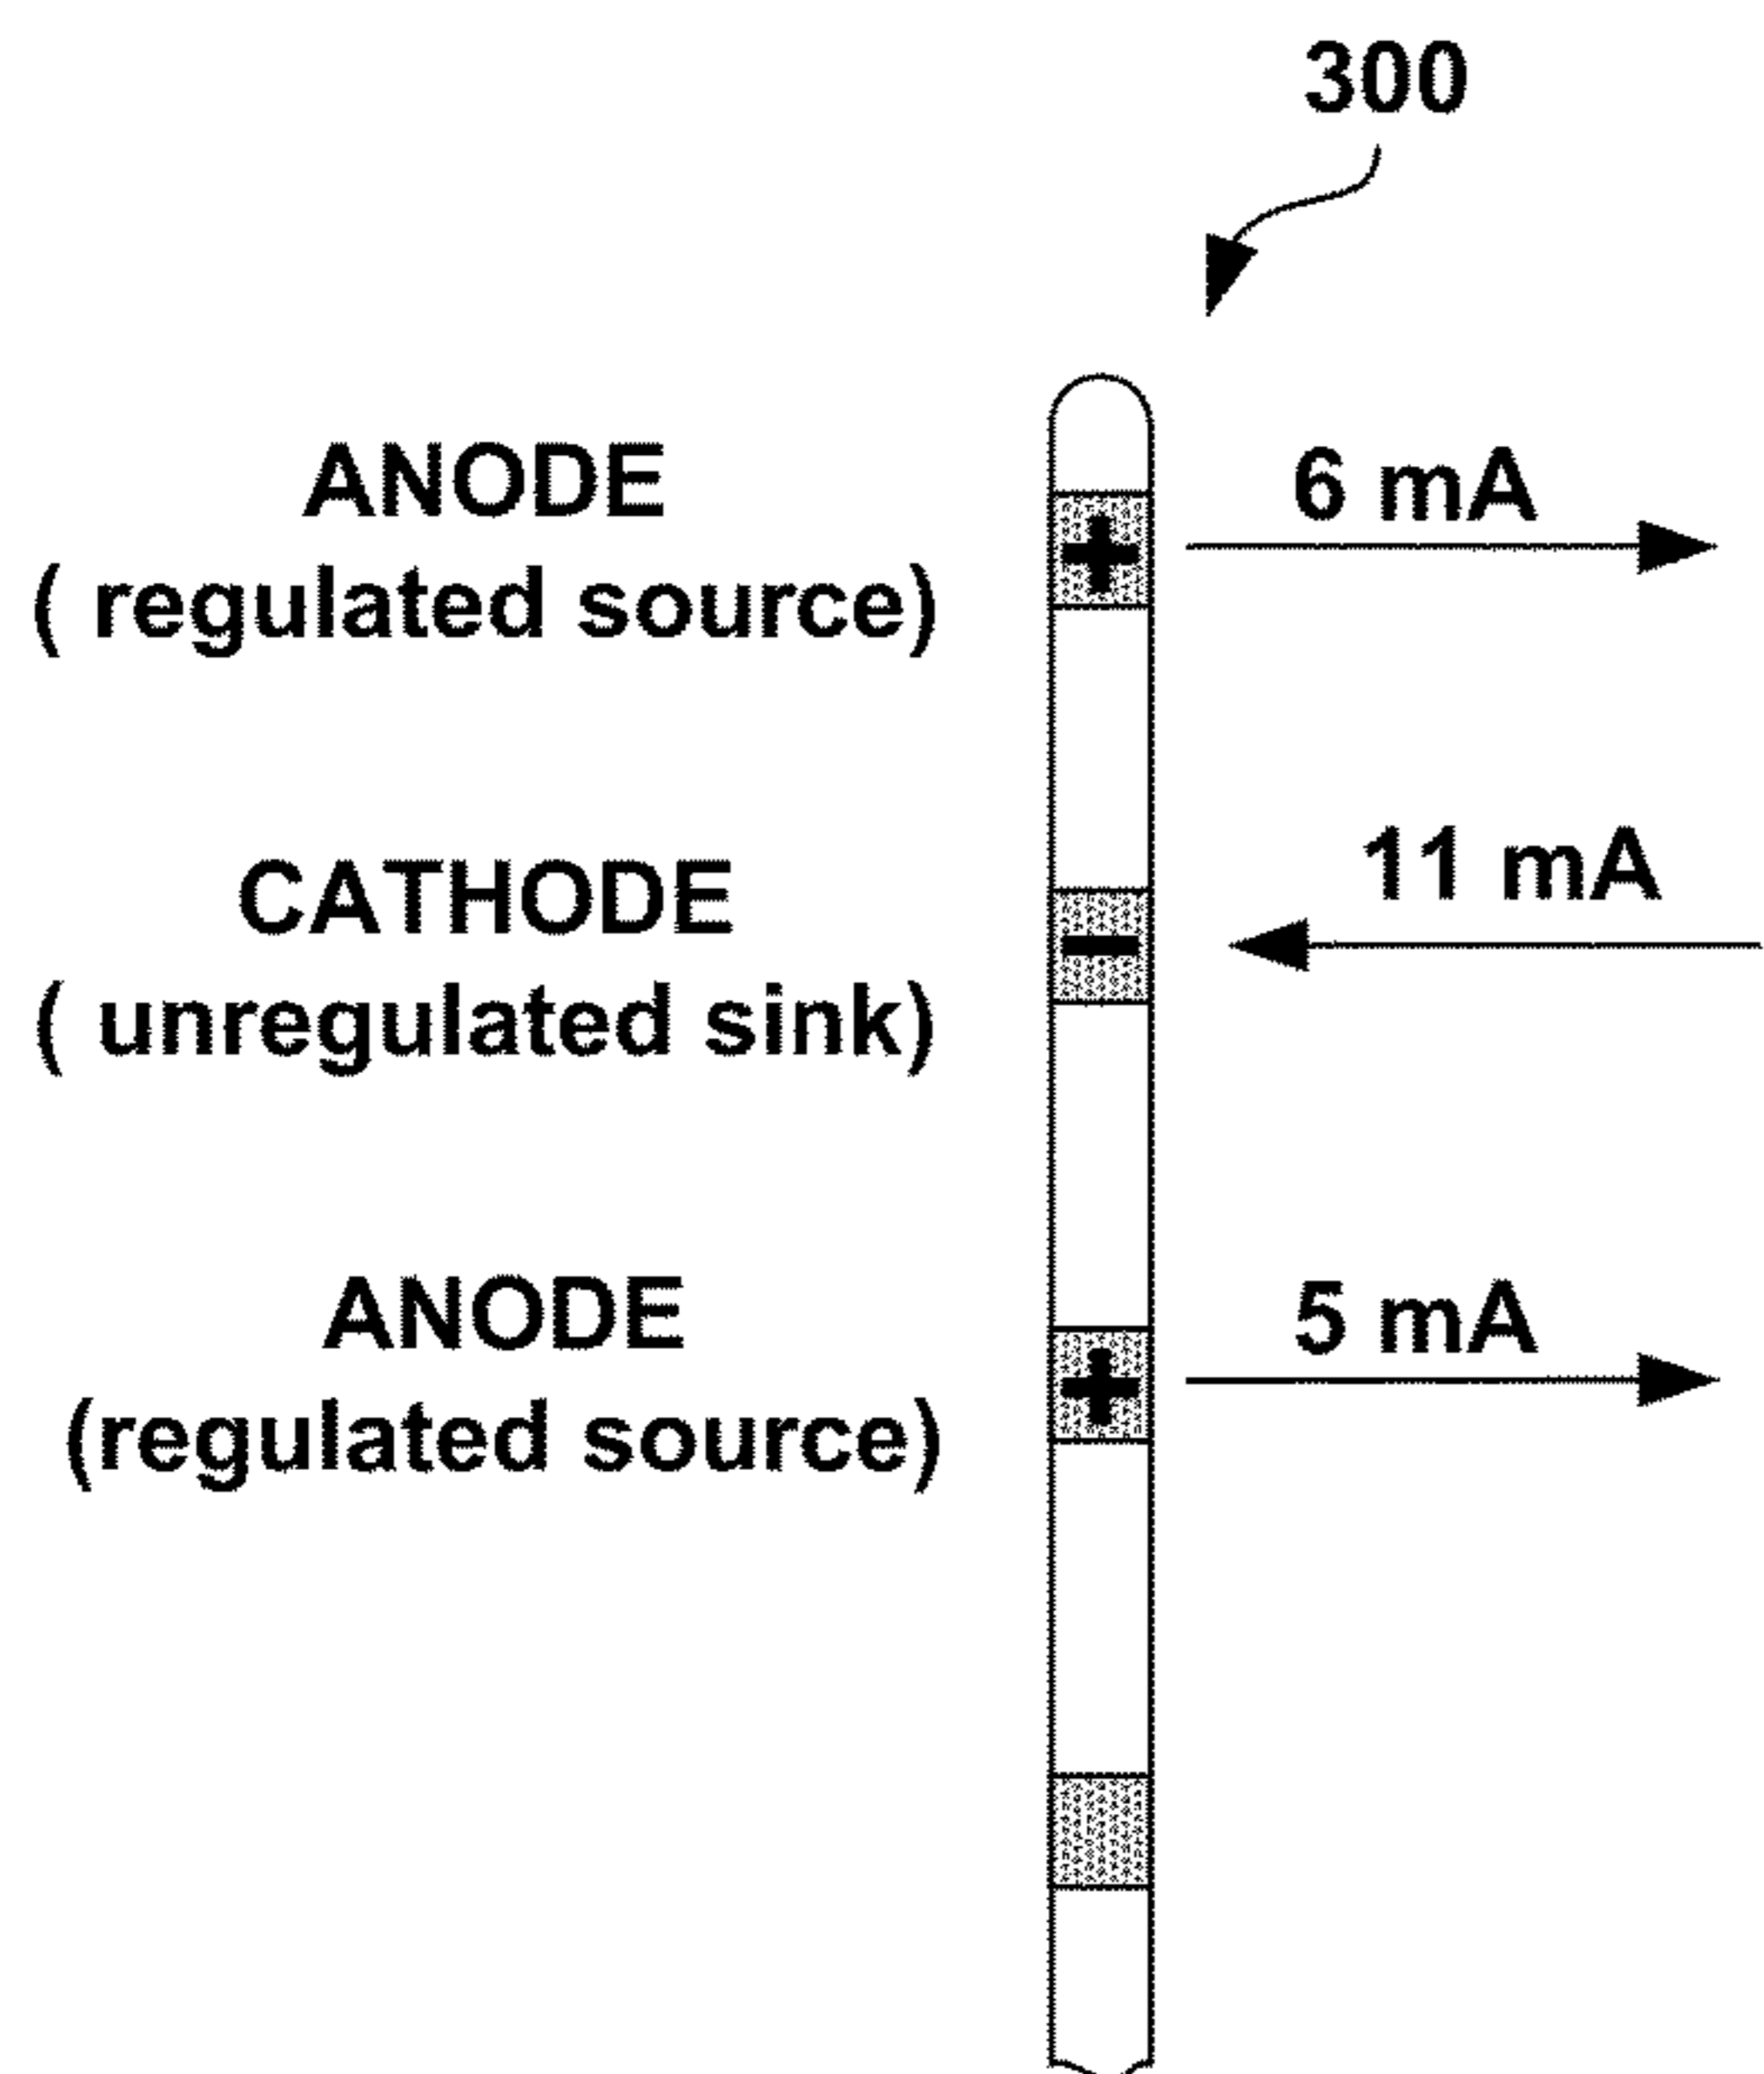 300
ANODE
( regulated source)
+
6 mA
CATHODE
( unregulated sink)
-
11 mA
ANODE
(regulated source)
+
5 mA